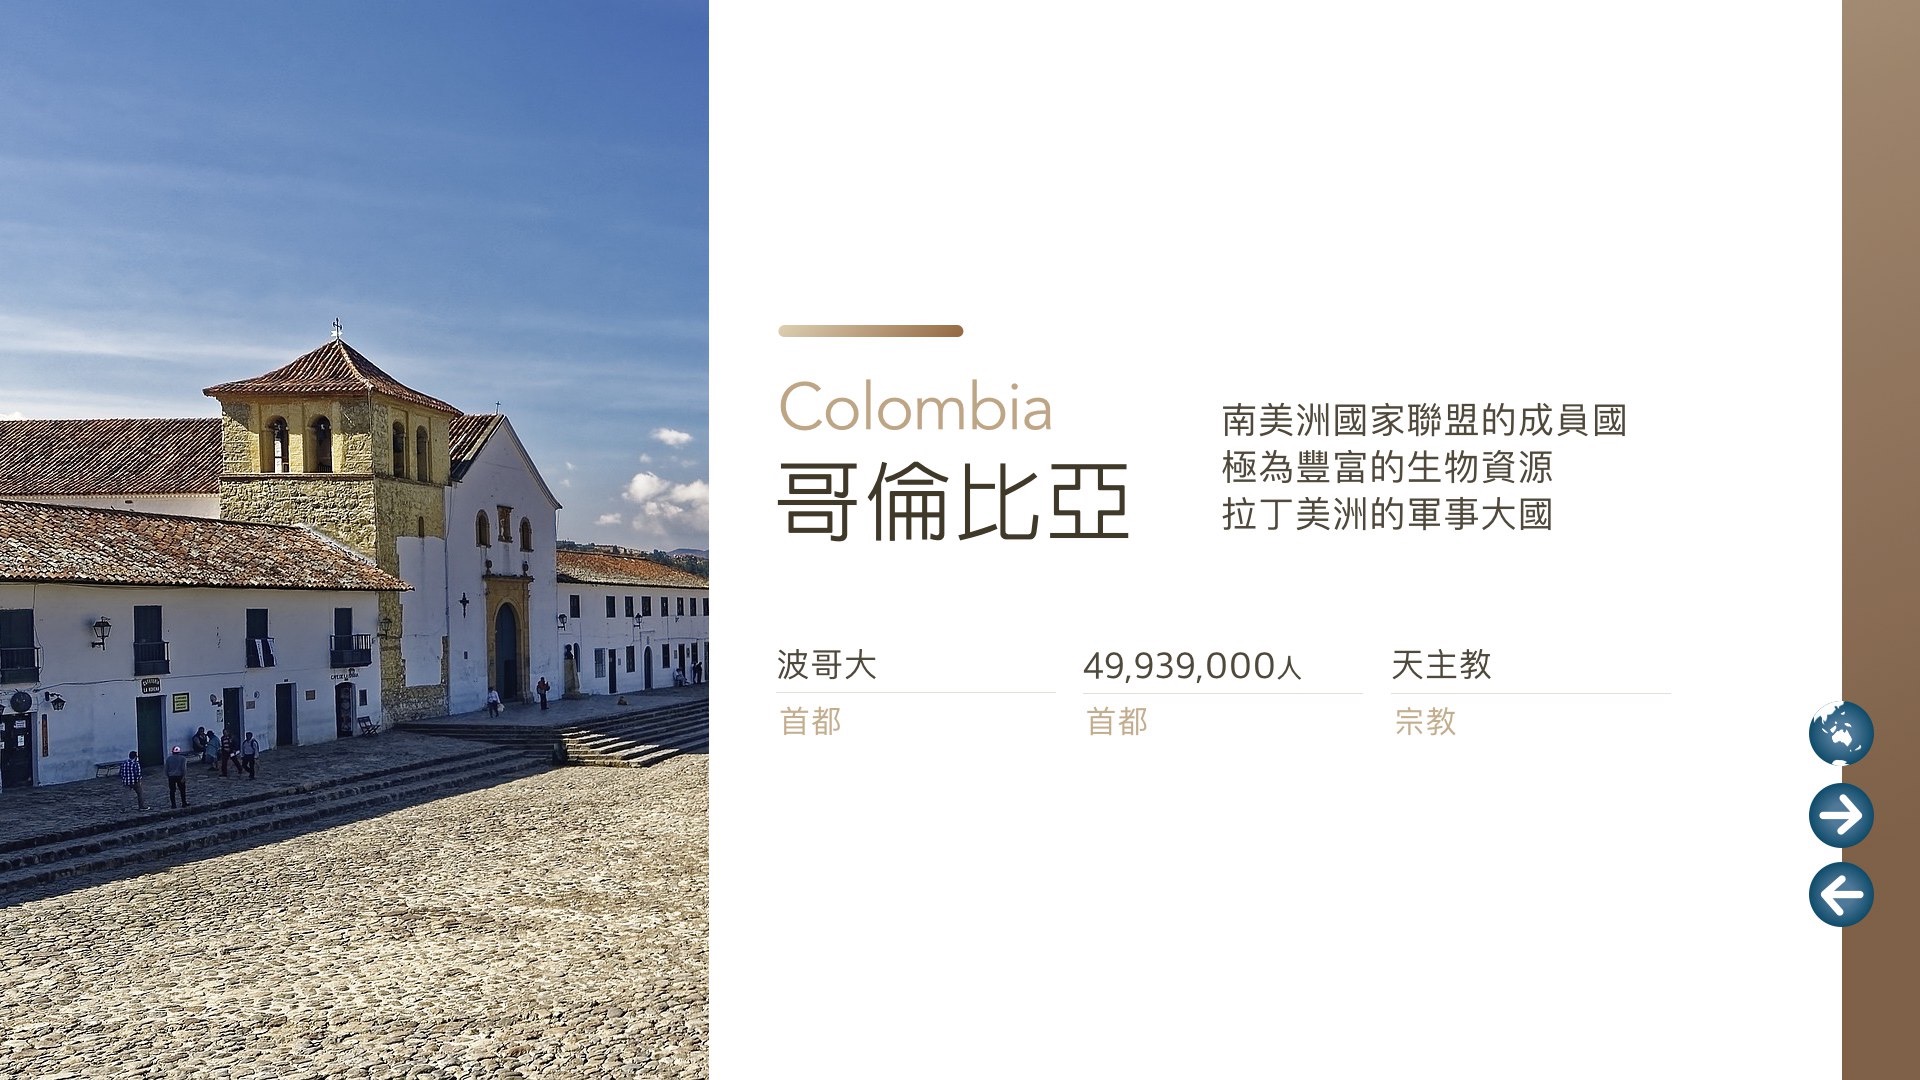 Colombia
哥倫比亞
南美洲國家聯盟的成員國
極為豐富的生物資源
拉丁美洲的軍事大國
波哥大
首都
49,939,000人
首都
天主教
宗教